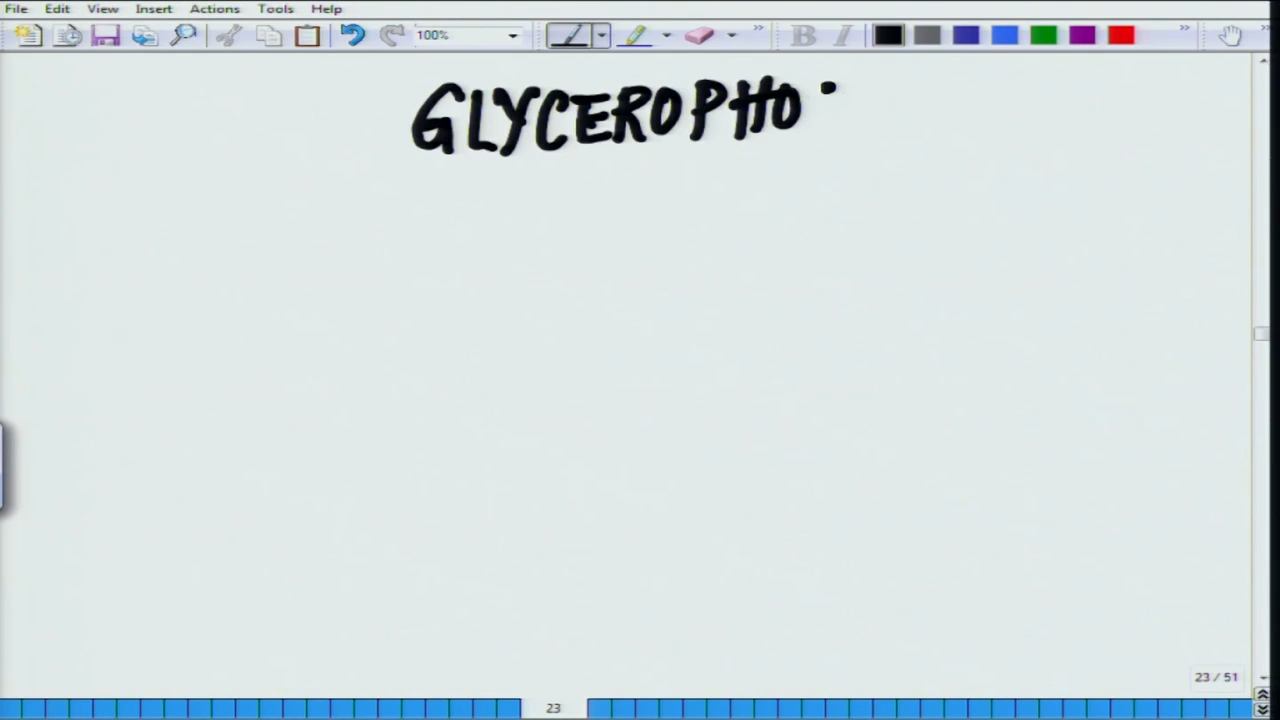 File Edit View Insert Actions Tools Help
100%
B I
GLYCEROPHO
23 / 51
23